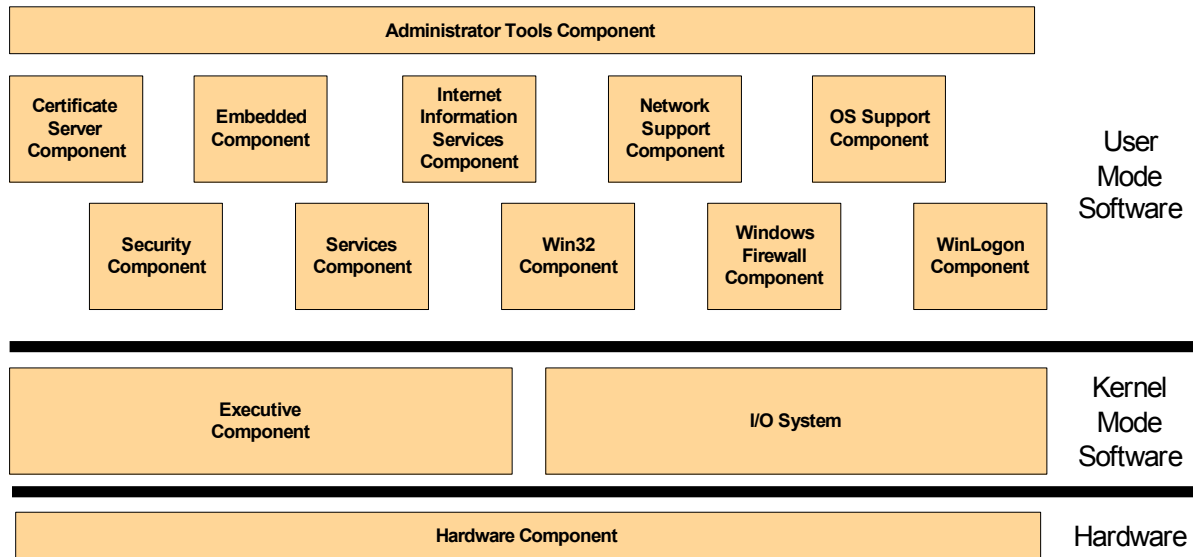 Administrator Tools Component
Certificate
Server
Component
Embedded
Component
Internet
Information
Services
Component
Network
Support
Component
OS Support
Component
User
Mode
Software
Security
Component
Services
Component
Win32
Component
Windows
Firewall
Component
WinLogon
Component
Executive
Component
I/O System
Kernel
Mode
Software
Hardware Component
Hardware